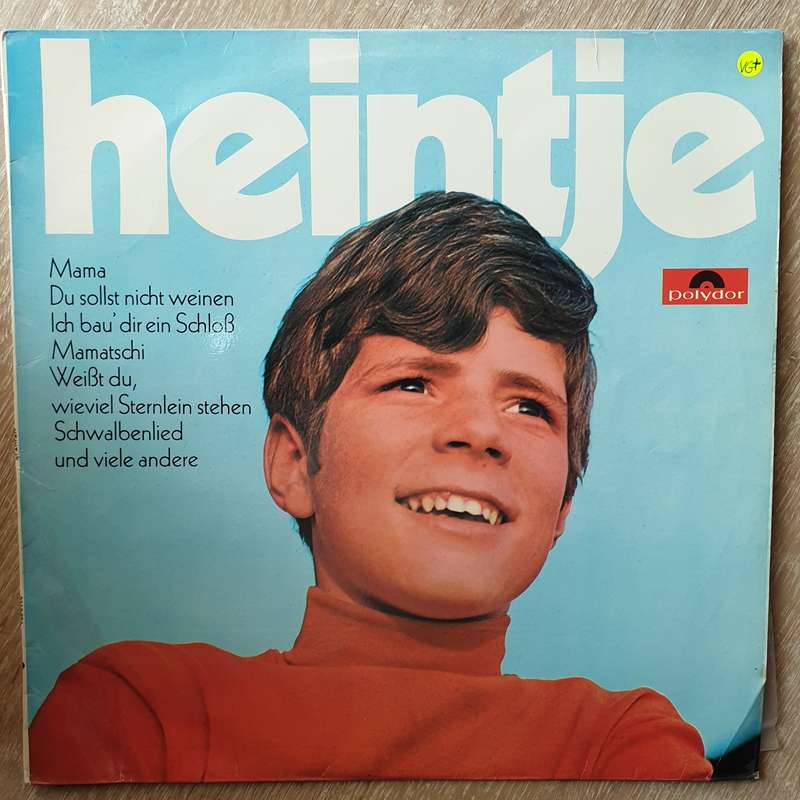 heintje
VG+
Mama
Du sollst nicht weinen
Ich bau' dir ein Schloß
Mamatschi
Weißt du,
wieviel Sternlein stehen
Schwalbenlied
und viele andere
polydor